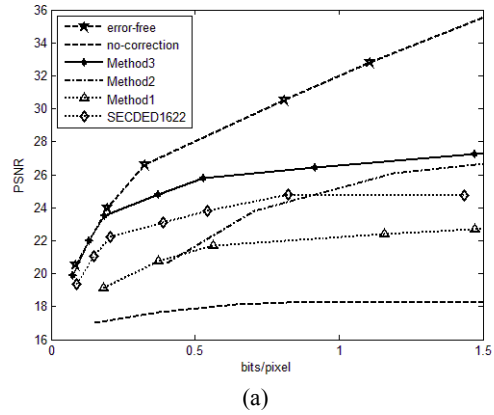 36
34
32
30
28
26
24
22
20
18
16
PSNR
error-free
no-correction
Method3
Method2
Method1
SECDED1622
0 0.5 1 1.5
bits/pixel
(a)